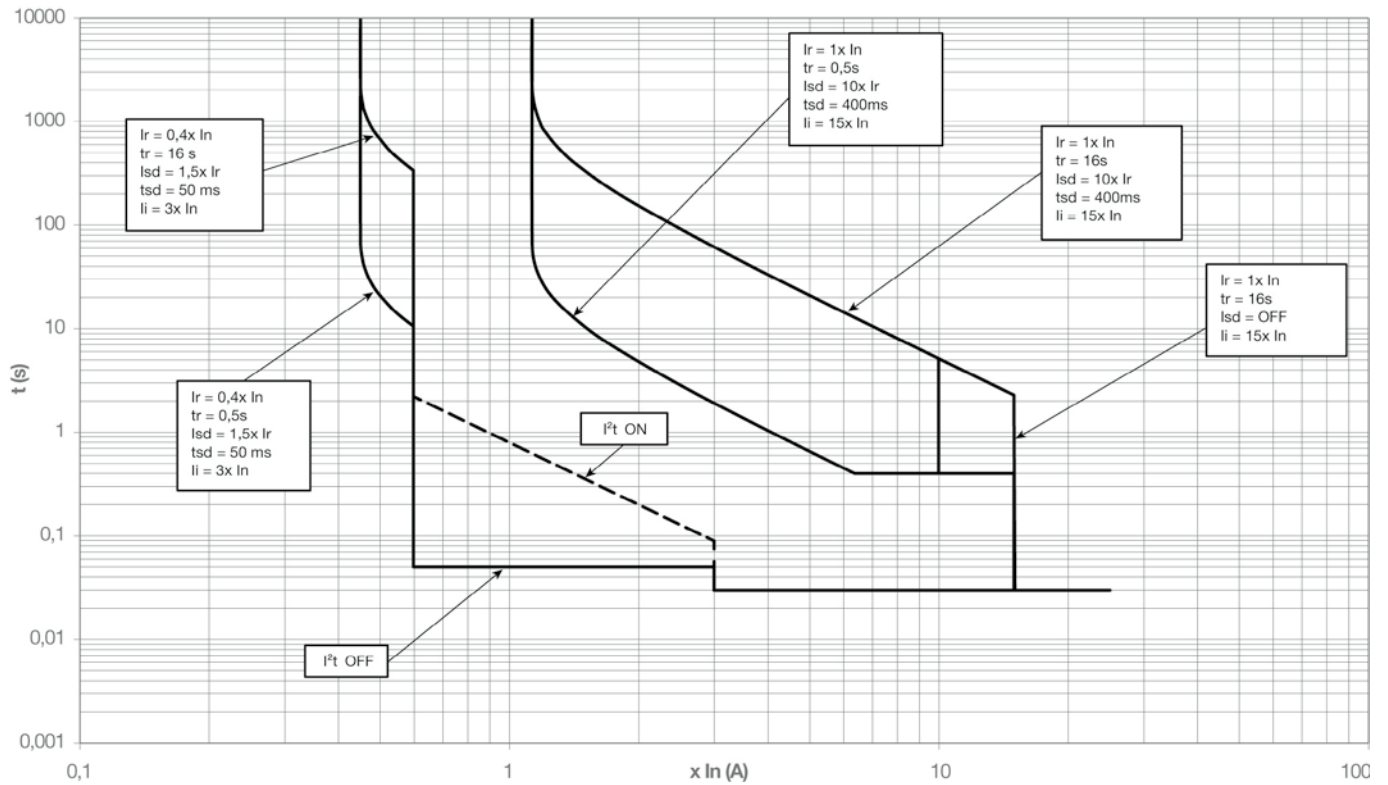 10000
1000
100
10
1
0,1
0,01
0,001
t (s)
0,1
1
10
100
x In (A)
Ir = 0,4x In
tr = 16 s
Isd = 1,5x Ir
tsd = 50 ms
Ii = 3x In
Ir = 0,4x In
tr = 0,5s
Isd = 1,5x Ir
tsd = 50 ms
Ii = 3x In
Ir = 1x In
tr = 0,5s
Isd = 10x Ir
tsd = 400ms
Ii = 15x In
Ir = 1x In
tr = 16s
Isd = 10x Ir
tsd = 400ms
Ii = 15x In
Ir = 1x In
tr = 16s
Isd = OFF
Ii = 15x In
I²t ON
I²t OFF